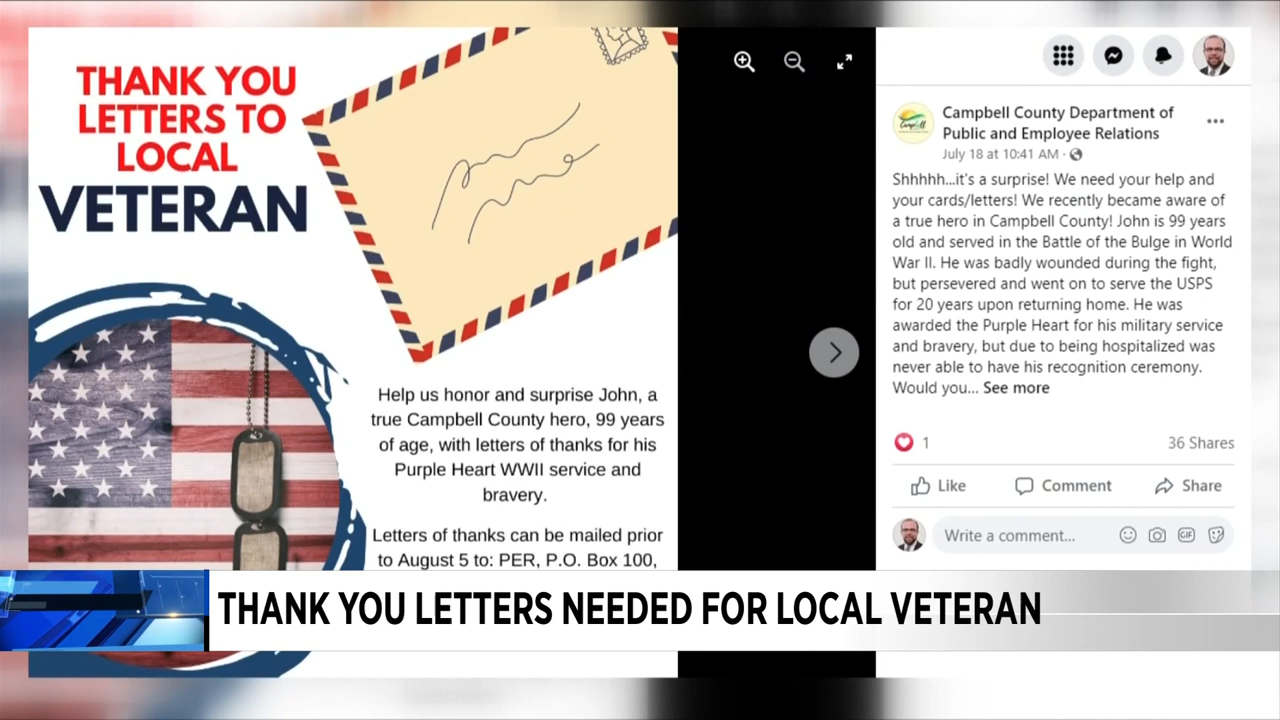 THANK YOU
LETTERS TO
LOCAL
VETERAN
Help us honor and surprise John, a
true Campbell County hero, 99 years
of age, with letters of thanks for his
Purple Heart WWII service and
bravery.
Letters of thanks can be mailed prior
to August 5 to: PER, P.O. Box 100,
Campbell County Department of
Public and Employee Relations
July 18 at 10:41 AM ·
Shhhhh...it's a surprise! We need your help and
your cards/letters! We recently became aware of
a true hero in Campbell County! John is 99 years
old and served in the Battle of the Bulge in World
War II. He was badly wounded during the fight,
but persevered and went on to serve the USPS
for 20 years upon returning home. He was
awarded the Purple Heart for his military service
and bravery, but due to being hospitalized was
never able to have his recognition ceremony.
Would you... See more
1 36 Shares
Like Comment Share
Write a comment... GIF
THANK YOU LETTERS NEEDED FOR LOCAL VETERAN